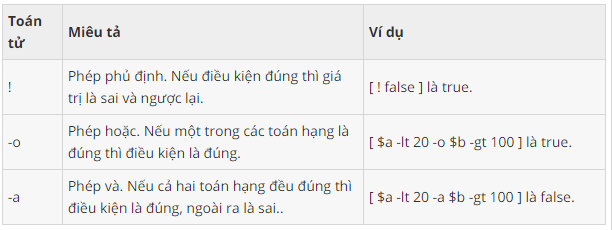 Toán tử
Miêu tả
Ví dụ
!
Phép phủ định. Nếu điều kiện đúng thì giá
trị là sai và ngược lại.
[ ! false ] là true.
-o
Phép hoặc. Nếu một trong các toán hạng là
đúng thì điều kiện là đúng.
[ $a -lt 20 -o $b -gt 100 ] là true.
-a
Phép và. Nếu cả hai toán hạng đều đúng thì
điều kiện là đúng, ngoài ra là sai..
[ $a -lt 20 -a $b -gt 100 ] là false.